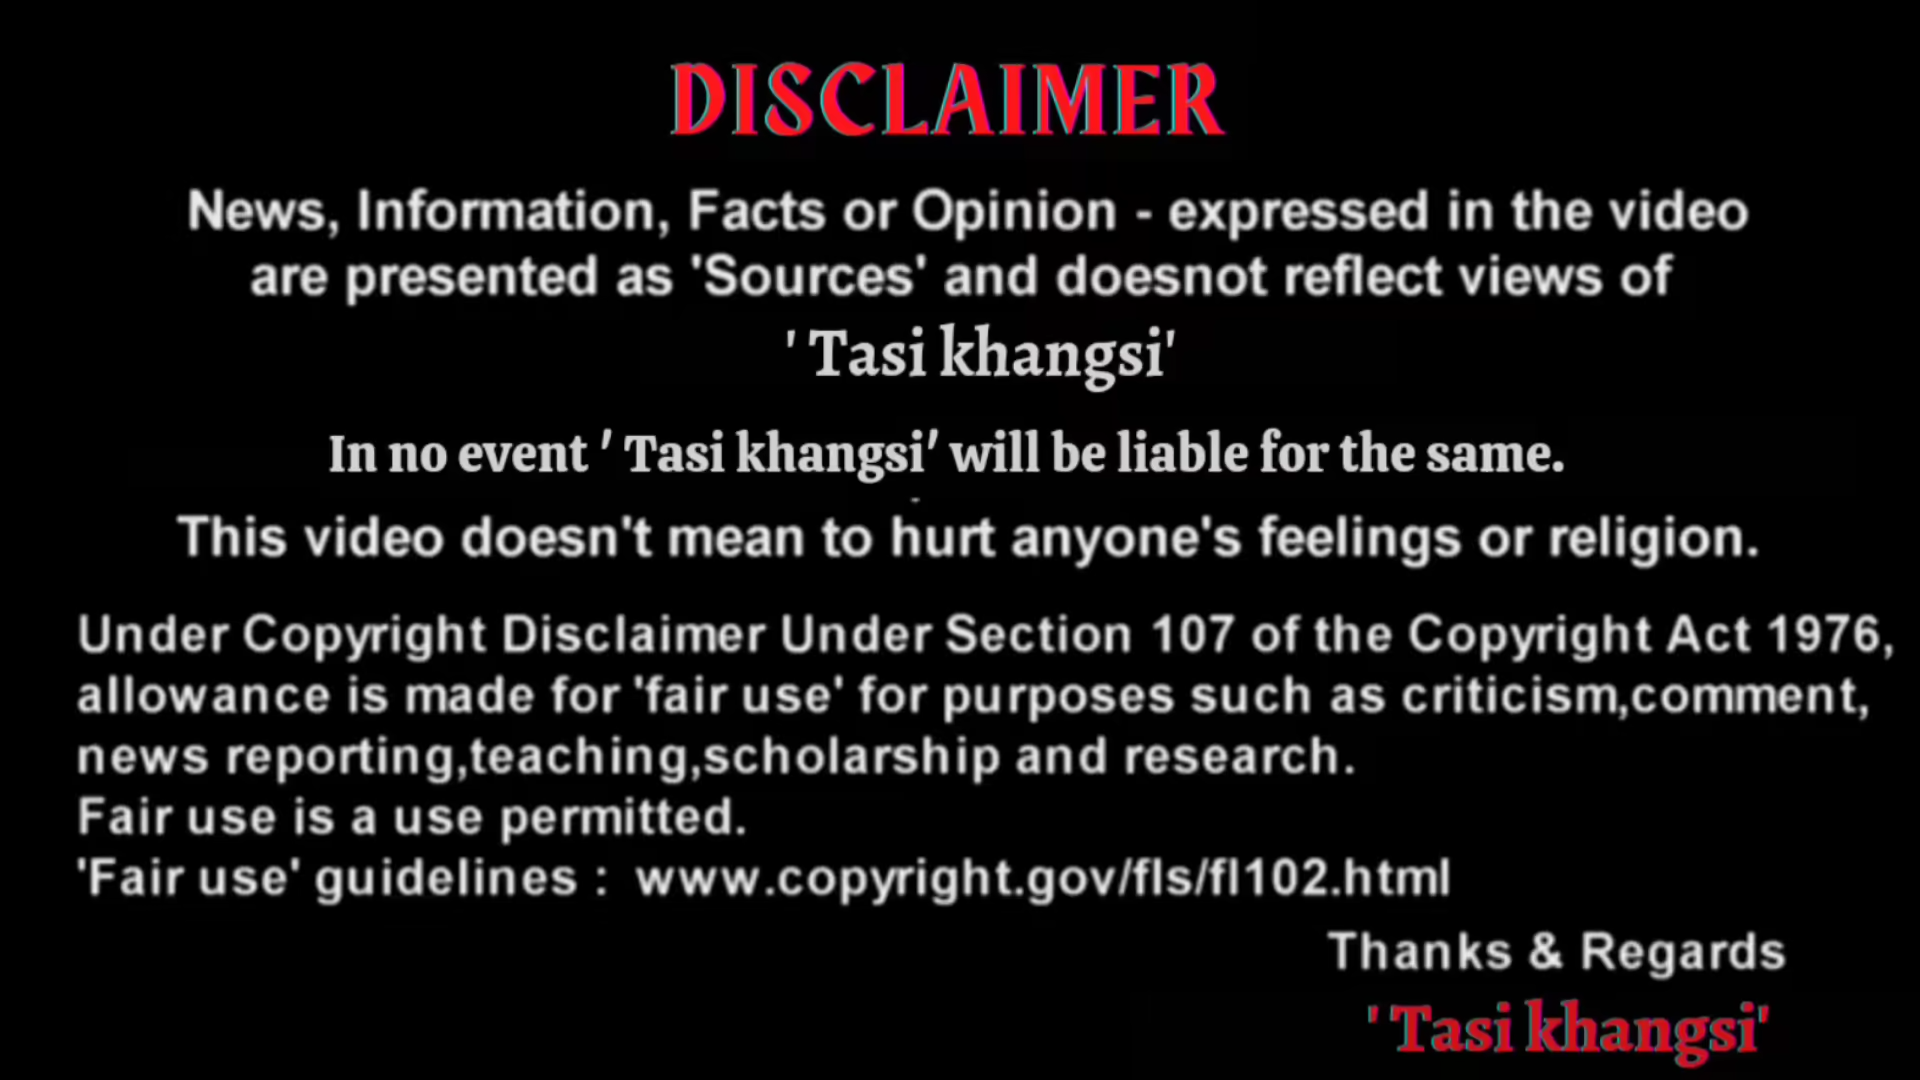 DISCLAIMER
News, Information, Facts or Opinion - expressed in the video
are presented as 'Sources' and doesnot reflect views of
' Tasi khangsi'
In no event ' Tasi khangsi' will be liable for the same.
This video doesn't mean to hurt anyone's feelings or religion.
Under Copyright Disclaimer Under Section 107 of the Copyright Act 1976,
allowance is made for 'fair use' for purposes such as criticism,comment,
news reporting,teaching,scholarship and research.
Fair use is a use permitted.
'Fair use' guidelines : www.copyright.gov/fls/fl102.html
Thanks & Regards
' Tasi khangsi'